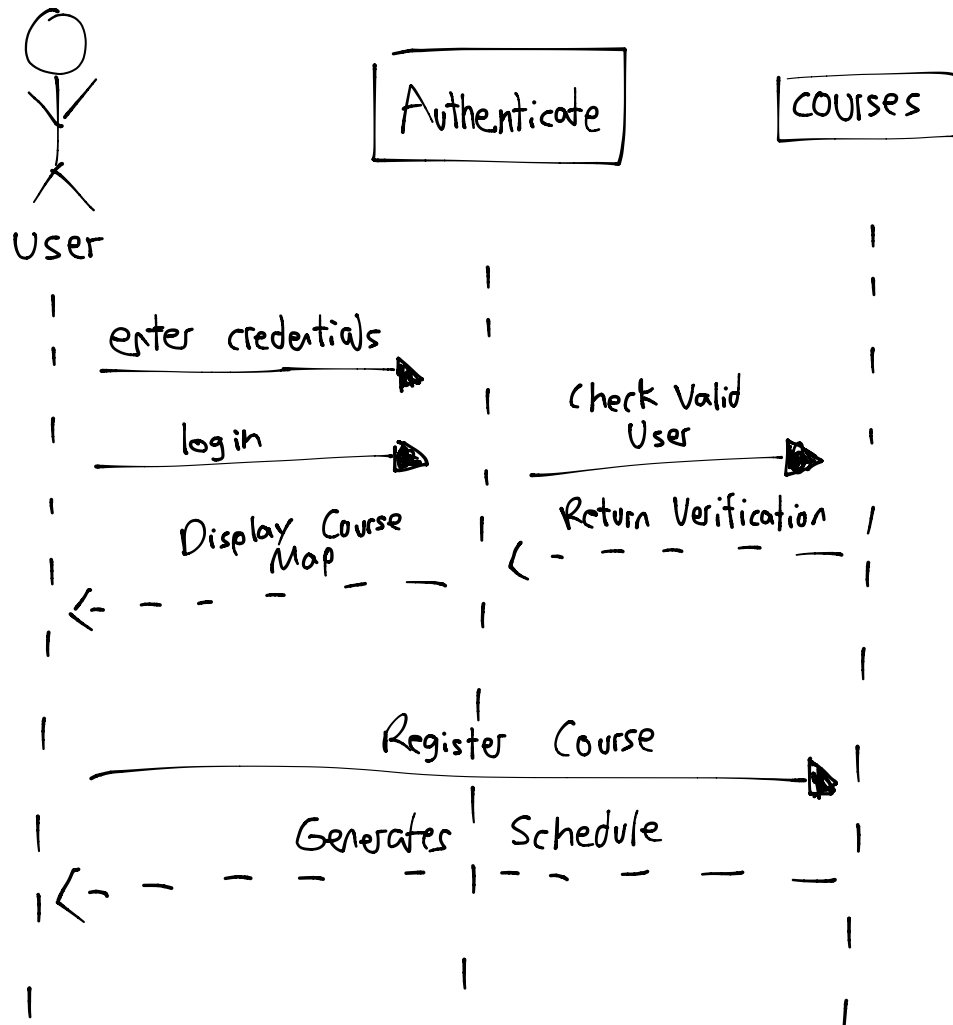 Authenticate
courses
User
enter credentials
login
Check Valid
User
Return Verification
Display Course
Map
Register Course
Generates Schedule